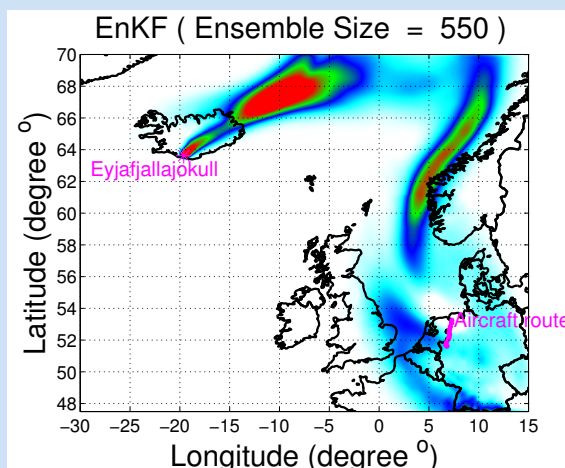 EnKF ( Ensemble Size = 550 )
70
68
66
64
62
60
58
56
54
52
50
48
Latitude (degree °)
Eyjafjallajokull
Aircraft route
−30 −25 −20 −15 −10 −5 0 5 10 15
Longitude (degree °)